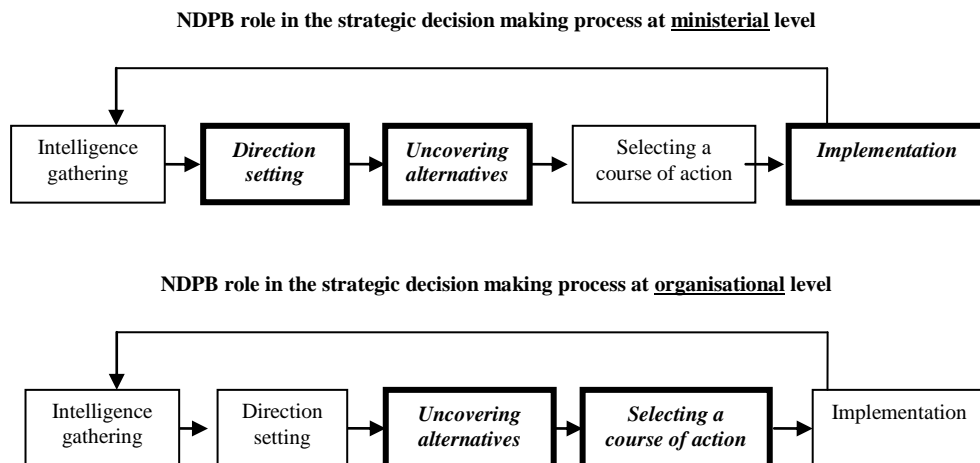 NDPB role in the strategic decision making process at ministerial level
Intelligence
gathering
Direction
setting
Uncovering
alternatives
Selecting a
course of action
Implementation
NDPB role in the strategic decision making process at organisational level
Intelligence
gathering
Direction
setting
Uncovering
alternatives
Selecting a
course of action
Implementation